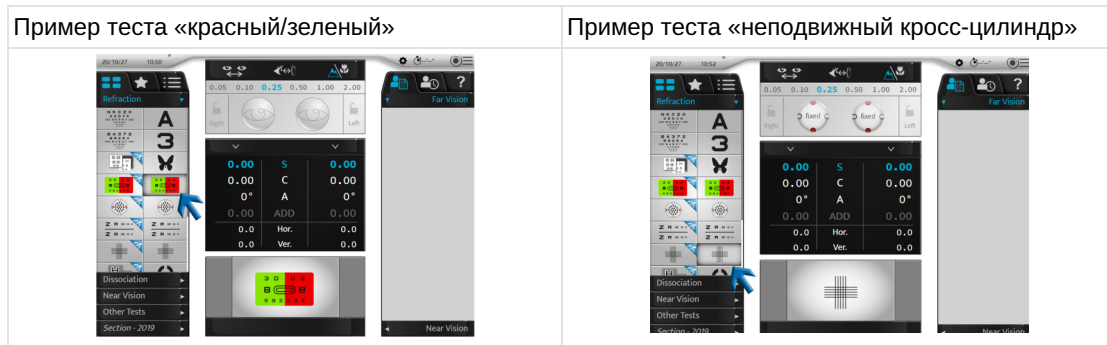 Пример теста «красный/зеленый»
20/10/27 10:50
Refraction
Far Vision
0.05 0.10 0.25 0.50 1.00 2.00
Right
Left
A
3
0.00 S 0.00
0.00 C 0.00
0° A 0°
0.00 ADD 0.00
0.0 Hor. 0.0
0.0 Ver. 0.0
Dissociation
Near Vision
Other Tests
Section - 2019
Near Vision
Пример теста «неподвижный кросс-цилиндр»
20/10/27 10:52
Refraction
Far Vision
0.05 0.10 0.25 0.50 1.00 2.00
Right
fixed
fixed
Left
A
3
0.00 S 0.00
0.00 C 0.00
0° A 0°
0.00 ADD 0.00
0.0 Hor. 0.0
0.0 Ver. 0.0
Dissociation
Near Vision
Other Tests
Section - 2019
Near Vision